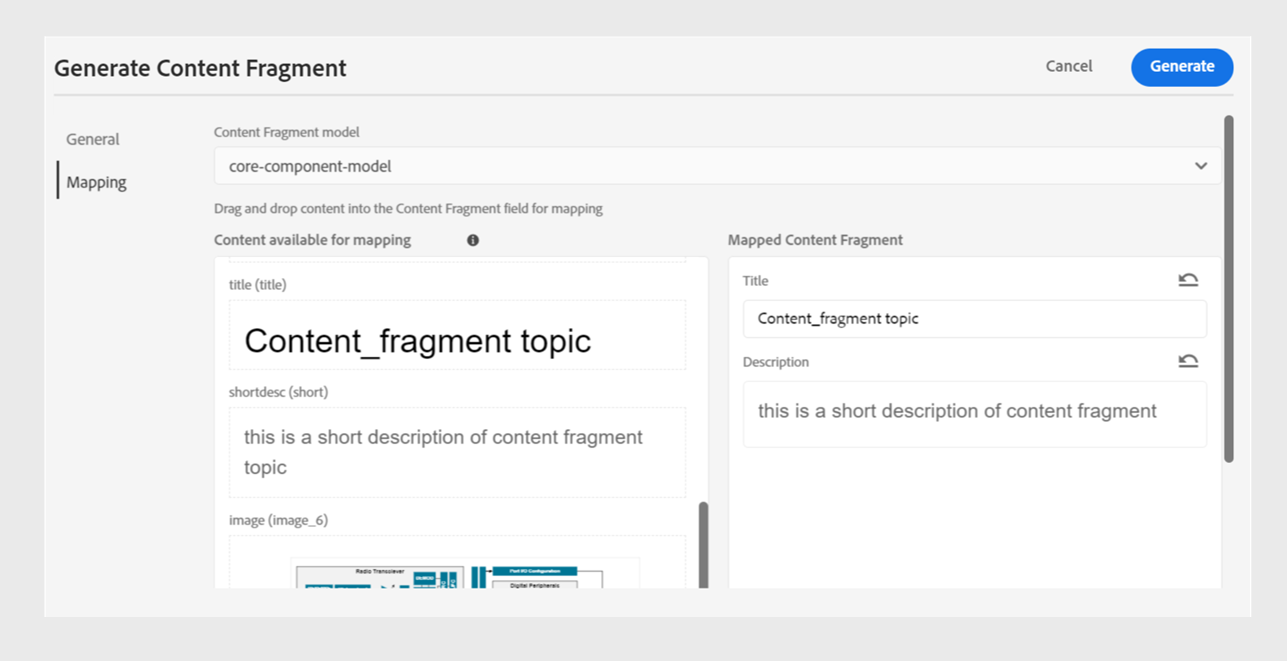 Generate Content Fragment
Cancel
Generate
General
Mapping
Content Fragment model
core-component-model
Drag and drop content into the Content Fragment field for mapping
Content available for mapping
Mapped Content Fragment
title (title)
Content_fragment topic
shortdesc (short)
this is a short description of content fragment
topic
image (image_6)
Radio Transciever
Port I/O Configuration
Digital Peripherals
Title
Content_fragment topic
Description
this is a short description of content fragment